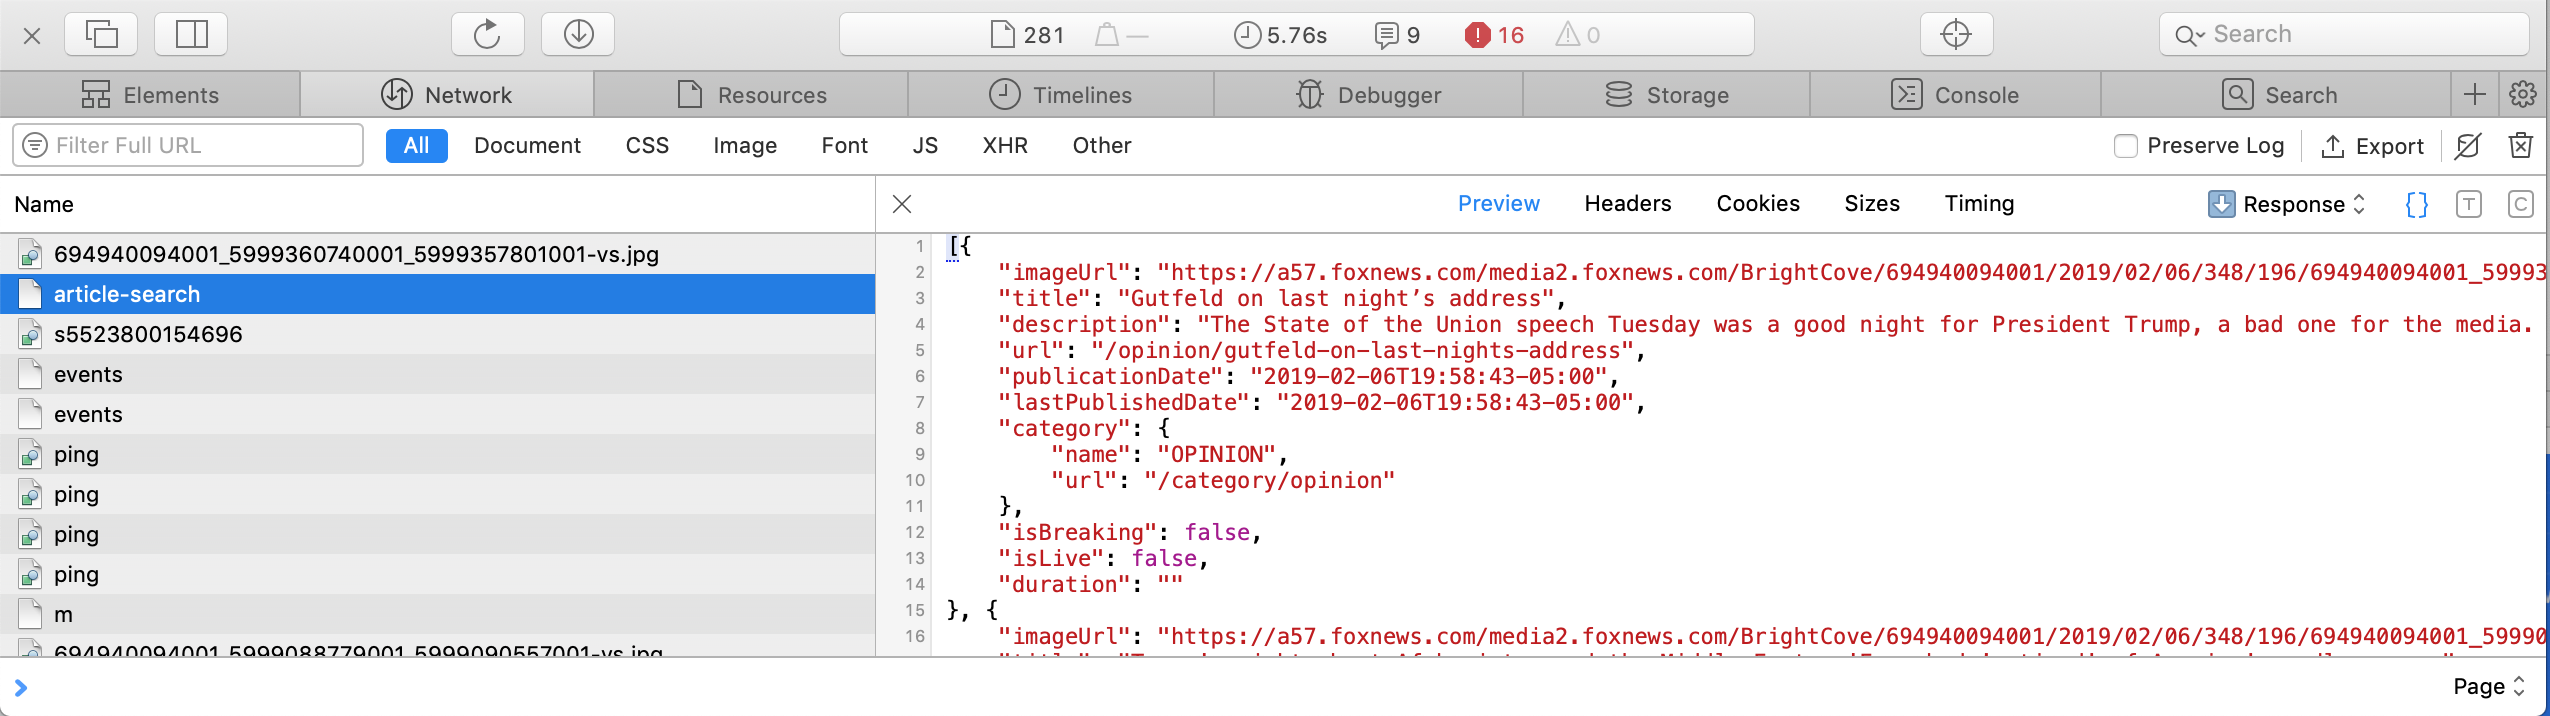 281 — 5.76s 9 16 0 Search
Elements Network Resources Timelines Debugger Storage Console Search
Filter Full URL All Document CSS Image Font JS XHR Other Preserve Log Export
Name
694940094001_5999360740001_5999357801001-vs.jpg
article-search
s5523800154696
events
events
ping
ping
ping
ping
m
694940094001_5999088779001_5999090557001-vs.jpg
Preview Headers Cookies Sizes Timing Response {} T C
1 [{
2 "imageUrl": "https://a57.foxnews.com/media2.foxnews.com/BrightCove/694940094001/2019/02/06/348/196/694940094001_59993
3 "title": "Gutfeld on last night’s address",
4 "description": "The State of the Union speech Tuesday was a good night for President Trump, a bad one for the media.
5 "url": "/opinion/gutfeld-on-last-nights-address",
6 "publicationDate": "2019-02-06T19:58:43-05:00",
7 "lastPublishedDate": "2019-02-06T19:58:43-05:00",
8 "category": {
9 "name": "OPINION",
10 "url": "/category/opinion"
11 },
12 "isBreaking": false,
13 "isLive": false,
14 "duration": ""
15 }, {
16 "imageUrl": "https://a57.foxnews.com/media2.foxnews.com/BrightCove/694940094001/2019/02/06/348/196/694940094001_59990
Page